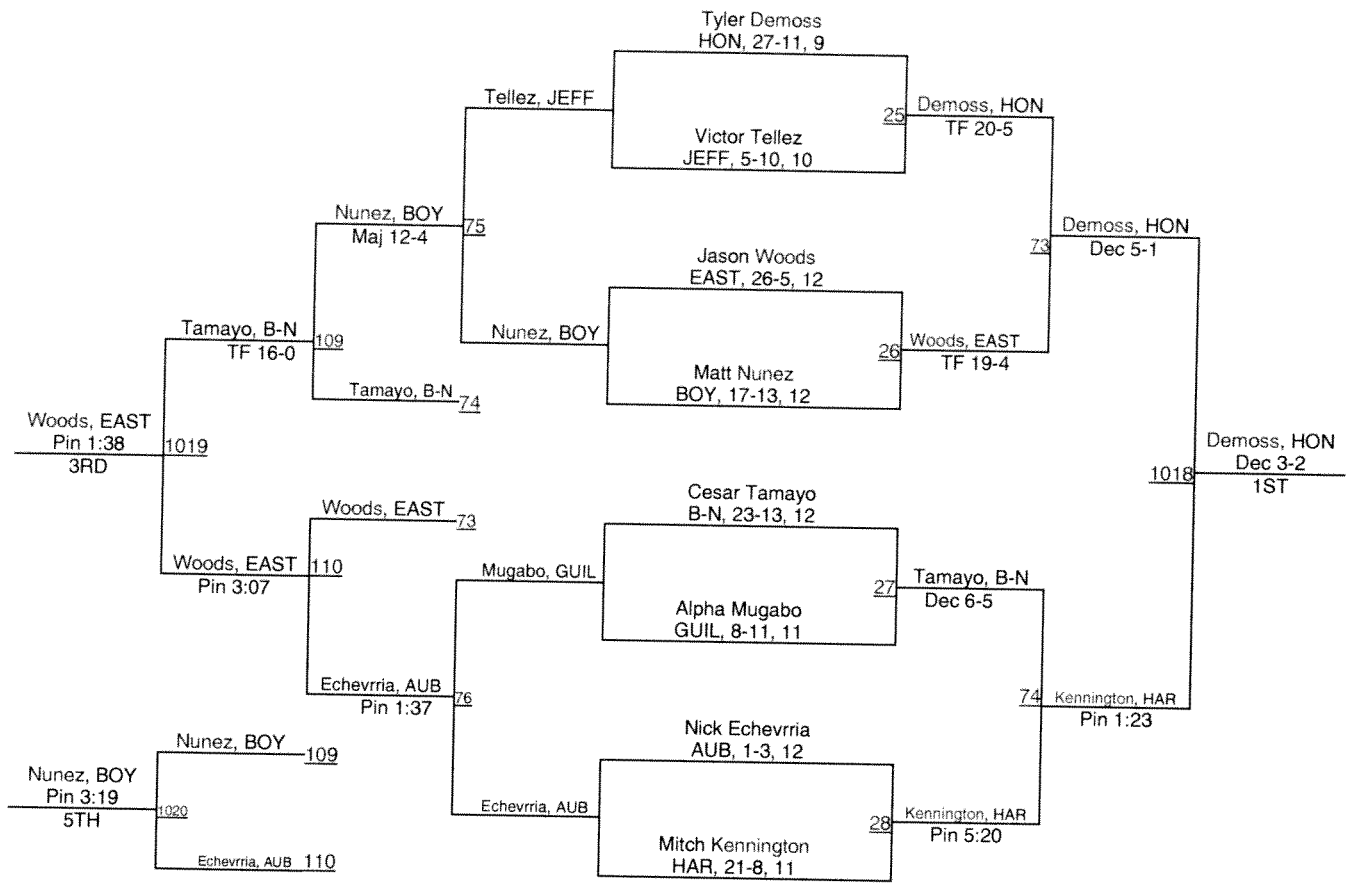 Tyler Demoss
HON, 27-11, 9
Tellez, JEFF
25
Demoss, HON
TF 20-5
Victor Tellez
JEFF, 5-10, 10
Nunez, BOY
Maj 12-4
75
Demoss, HON
Dec 5-1
73
Jason Woods
EAST, 26-5, 12
Tamayo, B-N
TF 16-0
109
Nunez, BOY
26
Woods, EAST
TF 19-4
Matt Nunez
BOY, 17-13, 12
Tamayo, B-N
74
Woods, EAST
Pin 1:38
3RD
1019
Demoss, HON
Dec 3-2
1ST
1018
Cesar Tamayo
B-N, 23-13, 12
Woods, EAST
73
Woods, EAST
Pin 3:07
110
Mugabo, GUIL
27
Tamayo, B-N
Dec 6-5
Alpha Mugabo
GUIL, 8-11, 11
Echevrria, AUB
Pin 1:37
76
74
Kennington, HAR
Pin 1:23
Nick Echevrria
AUB, 1-3, 12
Nunez, BOY
109
Nunez, BOY
Pin 3:19
5TH
1020
Echevrria, AUB
28
Kennington, HAR
Pin 5:20
Mitch Kennington
HAR, 21-8, 11
Echevrria, AUB
110